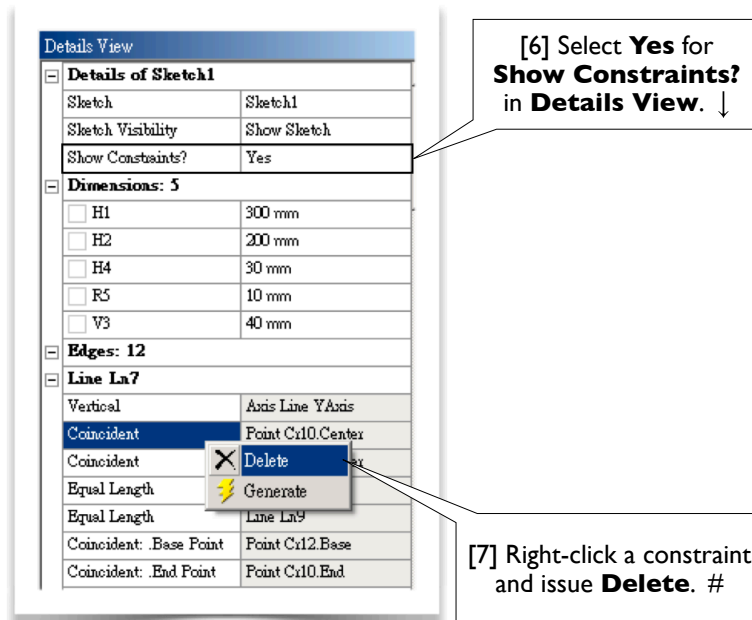 Details View
Details of Sketch1
Sketch Sketch1
Sketch Visibility Show Sketch
Show Constraints? Yes
Dimensions: 5
H1 300 mm
H2 200 mm
H4 30 mm
R5 10 mm
V3 40 mm
Edges: 12
Line Ln7
Vertical Axis Line YAxis
Coincident Point Cr10.Center
Coincident
Delete
Equal Length
Generate
Equal Length Line Ln9
Coincident: .Base Point Point Cr12.Base
Coincident: .End Point Point Cr10.End
[6] Select Yes for
Show Constraints?
in Details View. ↓
[7] Right-click a constraint
and issue Delete. #